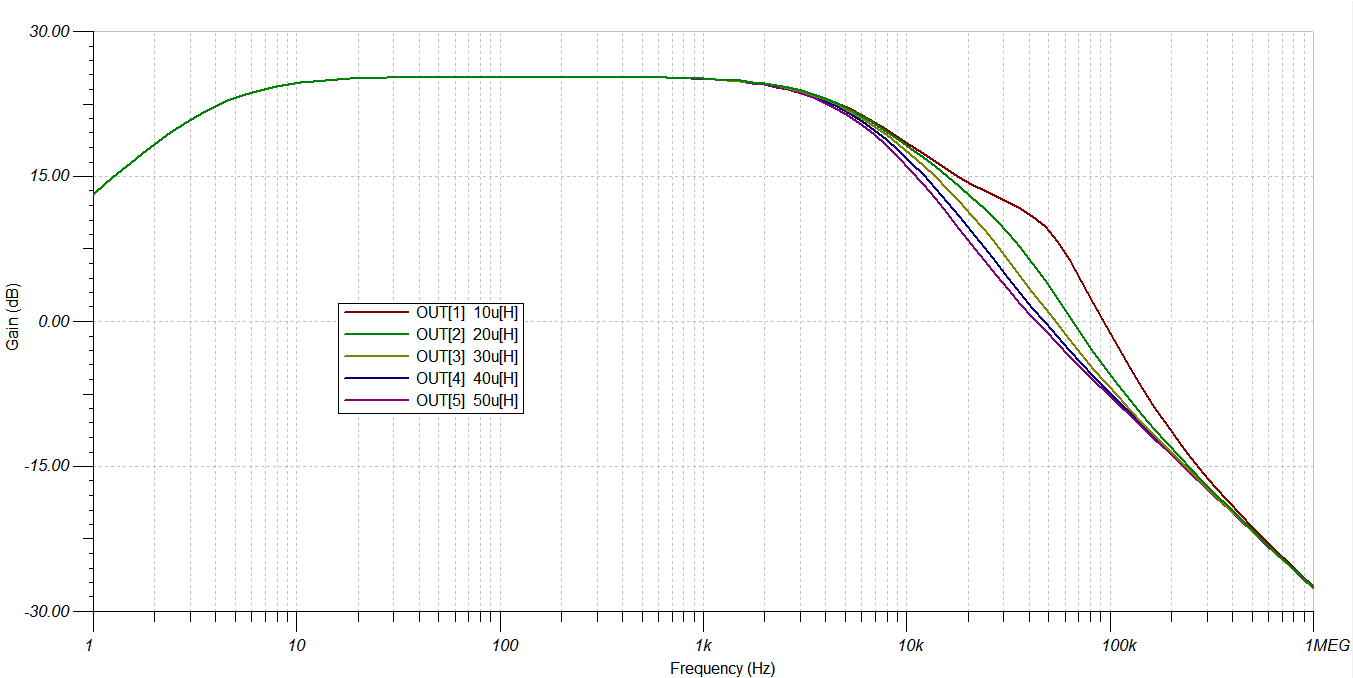 30.00
15.00
0.00
-15.00
-30.00
Gain (dB)
OUT[1] 10u[H]
OUT[2] 20u[H]
OUT[3] 30u[H]
OUT[4] 40u[H]
OUT[5] 50u[H]
1 10 100 1k 10k 100k 1MEG
Frequency (Hz)